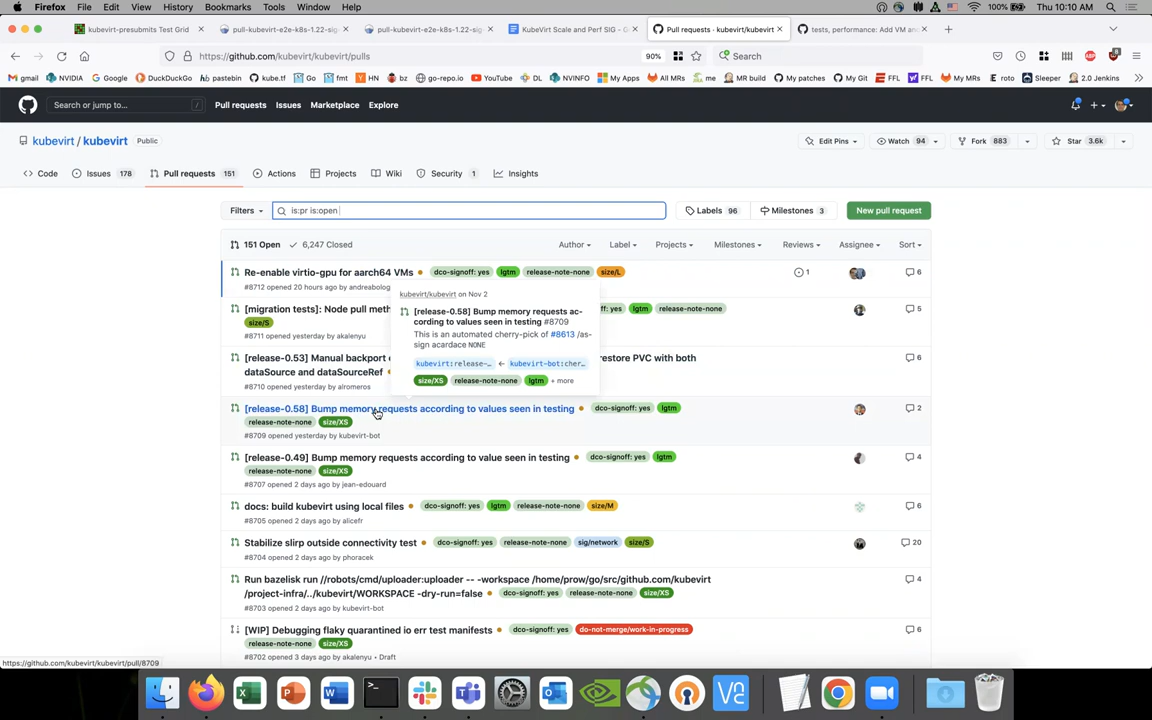 Firefox File Edit View History Bookmarks Tools Window Help 100% Thu 10:10 AM
kubevirt-presubmits Test Grid pull-kubevirt-e2e-k8s-1.22-sig pull-kubevirt-e2e-k8s-1.22-sig KubeVirt Scale and Perf SIG - G Pull requests · kubevirt/kubevirt tests, performance: Add VM an
https://github.com/kubevirt/kubevirt/pulls 90% Search
gmail NVIDIA Google DuckDuckGo pastebin kube.tf Go fmt HN bz go-repo.io YouTube DL NVINFO My Apps All MRs me MR build My patches My Git FFL FFL My MRs roto Sleeper 2.0 Jenkins
Search or jump to... / Pull requests Issues Marketplace Explore
kubevirt / kubevirt Public Edit Pins Watch 94 Fork 883 Star 3.6k
Code Issues 178 Pull requests 151 Actions Projects Wiki Security 1 Insights
Filters is:pr is:open Labels 96 Milestones 3 New pull request
151 Open 6,247 Closed Author Label Projects Milestones Reviews Assignee Sort
Re-enable virtio-gpu for aarch64 VMs dco-signoff: yes lgtm release-note-none size/L 1 6
#8712 opened 20 hours ago by andreabolog
kubevirt/kubevirt on Nov 2
[release-0.58] Bump memory requests ac-
cording to values seen in testing #8709
This is an automated cherry-pick of #8613 /as-
sign acardace NONE
kubevirt:release-... ← kubevirt-bot:cher...
size/XS release-note-none lgtm + more
[migration tests]: Node pull meth yes lgtm release-note-none 5
size/S
#8711 opened yesterday by akalenyu
[release-0.53] Manual backport restore PVC with both 6
dataSource and dataSourceRef
#8710 opened yesterday by alromeros
[release-0.58] Bump memory requests according to values seen in testing dco-signoff: yes lgtm 2
release-note-none size/XS
#8709 opened yesterday by kubevirt-bot
[release-0.49] Bump memory requests according to value seen in testing dco-signoff: yes lgtm 4
release-note-none size/XS
#8707 opened 2 days ago by jean-edouard
docs: build kubevirt using local files dco-signoff: yes lgtm release-note-none size/M 6
#8705 opened 2 days ago by alicefr
Stabilize slirp outside connectivity test dco-signoff: yes release-note-none sig/network size/S 20
#8704 opened 2 days ago by phoracek
Run bazelisk run //robots/cmd/uploader:uploader -- -workspace /home/prow/go/src/github.com/kubevirt 4
/project-infra/../kubevirt/WORKSPACE -dry-run=false dco-signoff: yes release-note-none size/XS
#8703 opened 2 days ago by kubevirt-bot
[WIP] Debugging flaky quarantined io err test manifests dco-signoff: yes do-not-merge/work-in-progress 6
release-note-none size/XS
#8702 opened 3 days ago by akalenyu • Draft
https://github.com/kubevirt/kubevirt/pull/8709